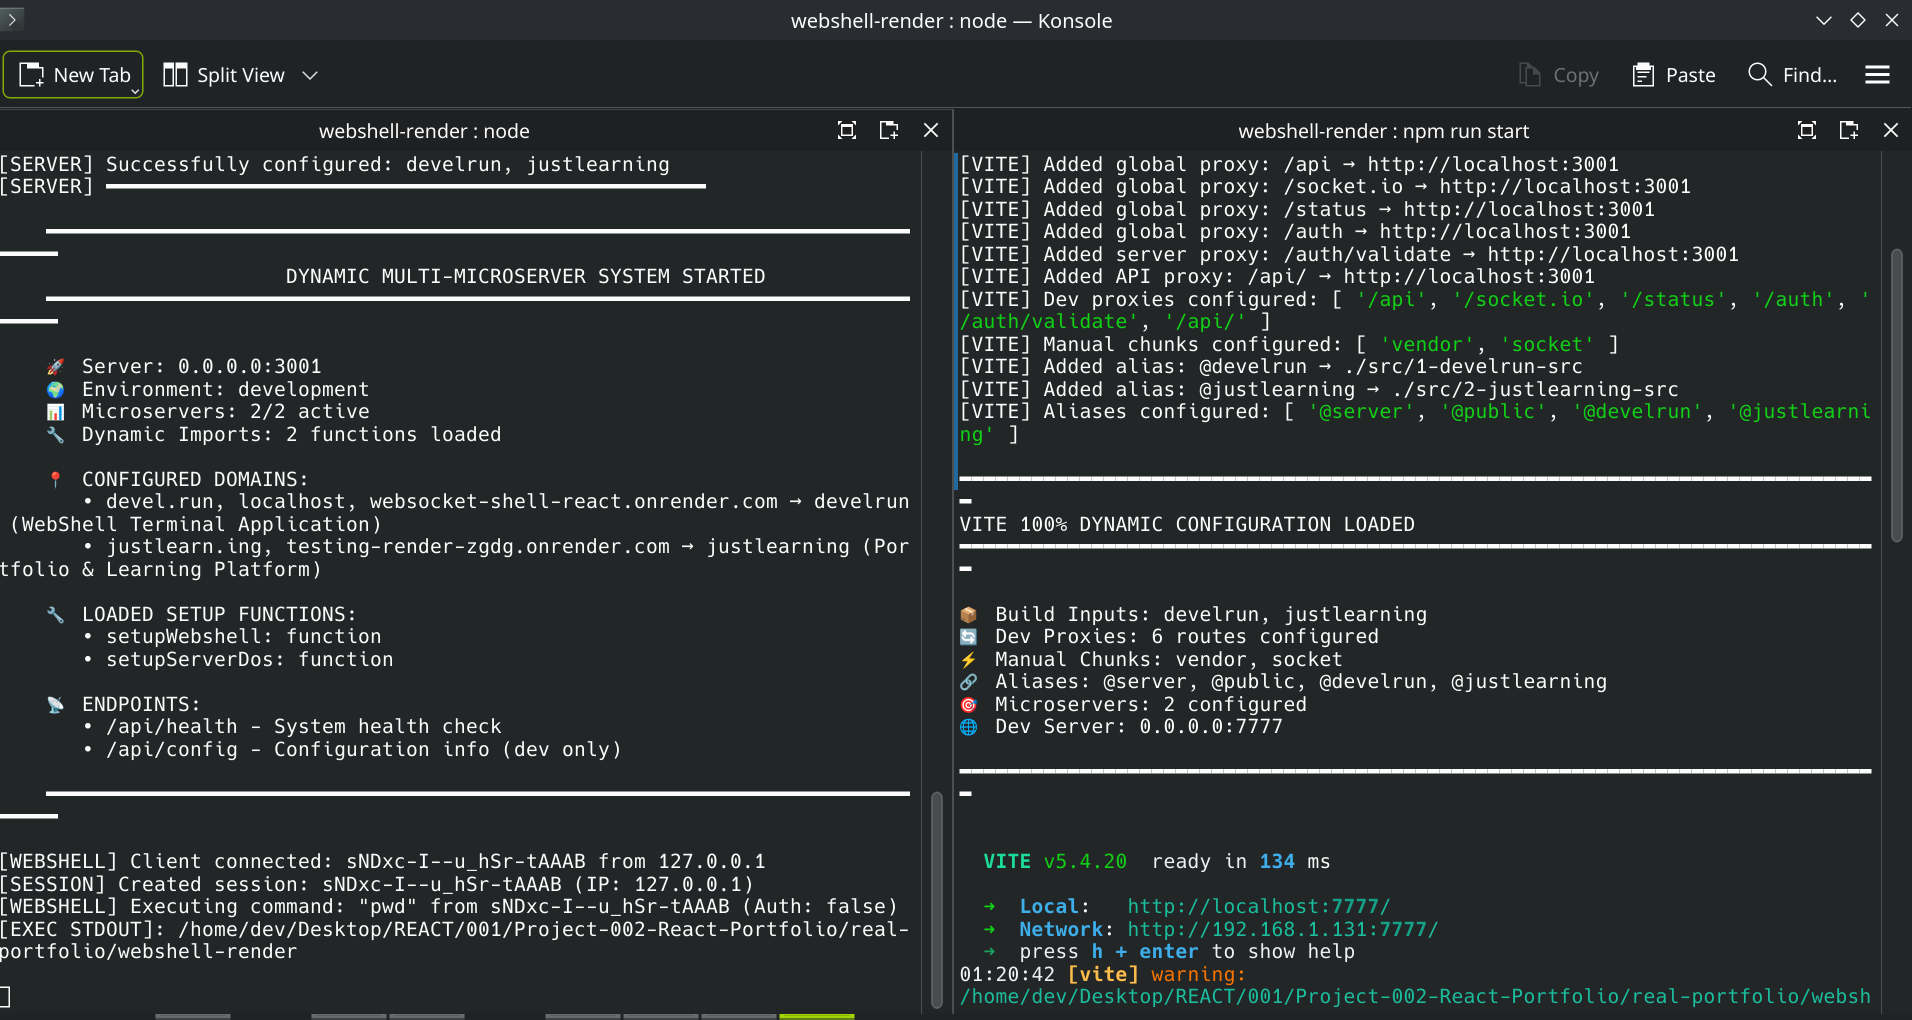 webshell-render : node — Konsole
New Tab
Split View
Copy
Paste
Find...
webshell-render : node
[SERVER] Successfully configured: develrun, justlearning
[SERVER]
DYNAMIC MULTI-MICROSERVER SYSTEM STARTED
🚀 Server: 0.0.0.0:3001
🌍 Environment: development
📊 Microservers: 2/2 active
🔧 Dynamic Imports: 2 functions loaded
📍 CONFIGURED DOMAINS:
• devel.run, localhost, websocket-shell-react.onrender.com → develrun
(WebShell Terminal Application)
• justlearn.ing, testing-render-zgdg.onrender.com → justlearning (Por
tfolio & Learning Platform)
🔧 LOADED SETUP FUNCTIONS:
• setupWebshell: function
• setupServerDos: function
📡 ENDPOINTS:
• /api/health - System health check
• /api/config - Configuration info (dev only)
[WEBSHELL] Client connected: sNDxc-I--u_hSr-tAAAB from 127.0.0.1
[SESSION] Created session: sNDxc-I--u_hSr-tAAAB (IP: 127.0.0.1)
[WEBSHELL] Executing command: "pwd" from sNDxc-I--u_hSr-tAAAB (Auth: false)
[EXEC STDOUT]: /home/dev/Desktop/REACT/001/Project-002-React-Portfolio/real-
portfolio/webshell-render
webshell-render : npm run start
[VITE] Added global proxy: /api → http://localhost:3001
[VITE] Added global proxy: /socket.io → http://localhost:3001
[VITE] Added global proxy: /status → http://localhost:3001
[VITE] Added global proxy: /auth → http://localhost:3001
[VITE] Added server proxy: /auth/validate → http://localhost:3001
[VITE] Added API proxy: /api/ → http://localhost:3001
[VITE] Dev proxies configured: [ '/api', '/socket.io', '/status', '/auth', '
/auth/validate', '/api/' ]
[VITE] Manual chunks configured: [ 'vendor', 'socket' ]
[VITE] Added alias: @develrun → ./src/1-develrun-src
[VITE] Added alias: @justlearning → ./src/2-justlearning-src
[VITE] Aliases configured: [ '@server', '@public', '@develrun', '@justlearni
ng' ]
VITE 100% DYNAMIC CONFIGURATION LOADED
📦 Build Inputs: develrun, justlearning
🔄 Dev Proxies: 6 routes configured
⚡ Manual Chunks: vendor, socket
🔗 Aliases: @server, @public, @develrun, @justlearning
🎯 Microservers: 2 configured
🌐 Dev Server: 0.0.0.0:7777
VITE v5.4.20 ready in 134 ms
➜ Local: http://localhost:7777/
➜ Network: http://192.168.1.131:7777/
➜ press h + enter to show help
01:20:42 [vite] warning:
/home/dev/Desktop/REACT/001/Project-002-React-Portfolio/real-portfolio/websh